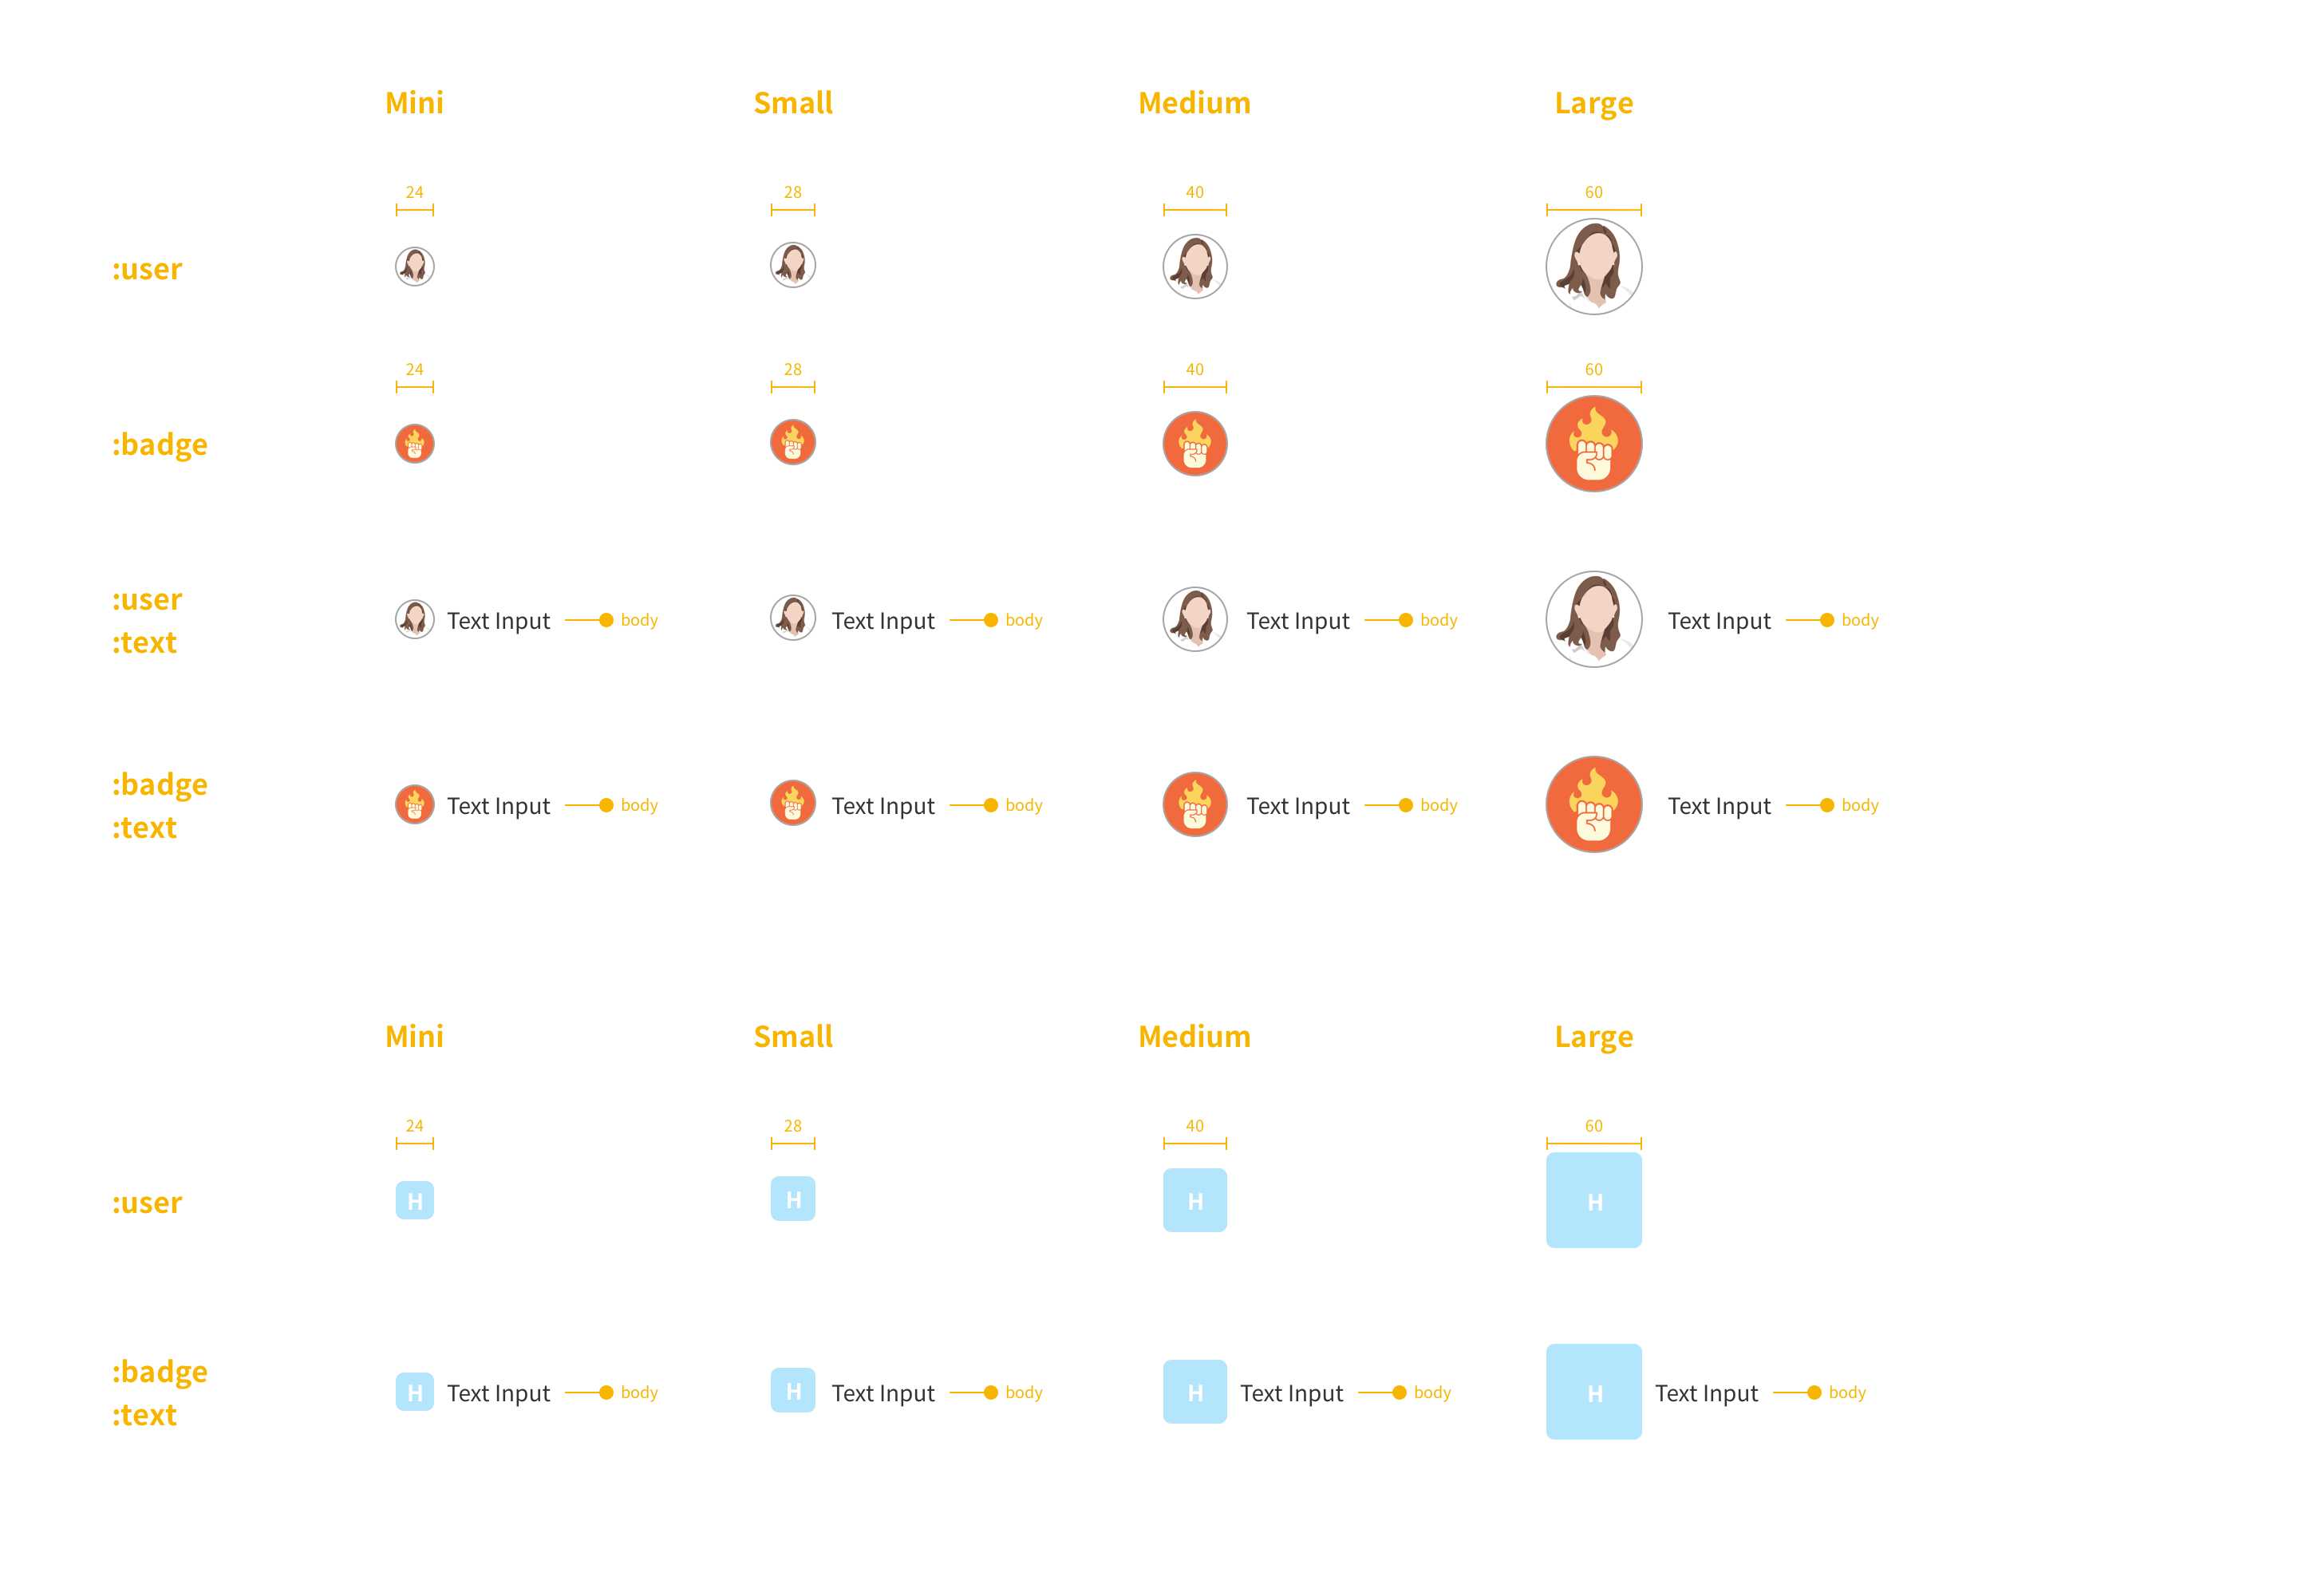 Mini Small Medium Large
24 28 40 60
:user
24 28 40 60
:badge
:user
:text
Text Input body Text Input body Text Input body Text Input body
:badge
:text
Text Input body Text Input body Text Input body Text Input body
Mini Small Medium Large
24 28 40 60
:user H H H H
:badge
:text
H Text Input body H Text Input body H Text Input body H Text Input body